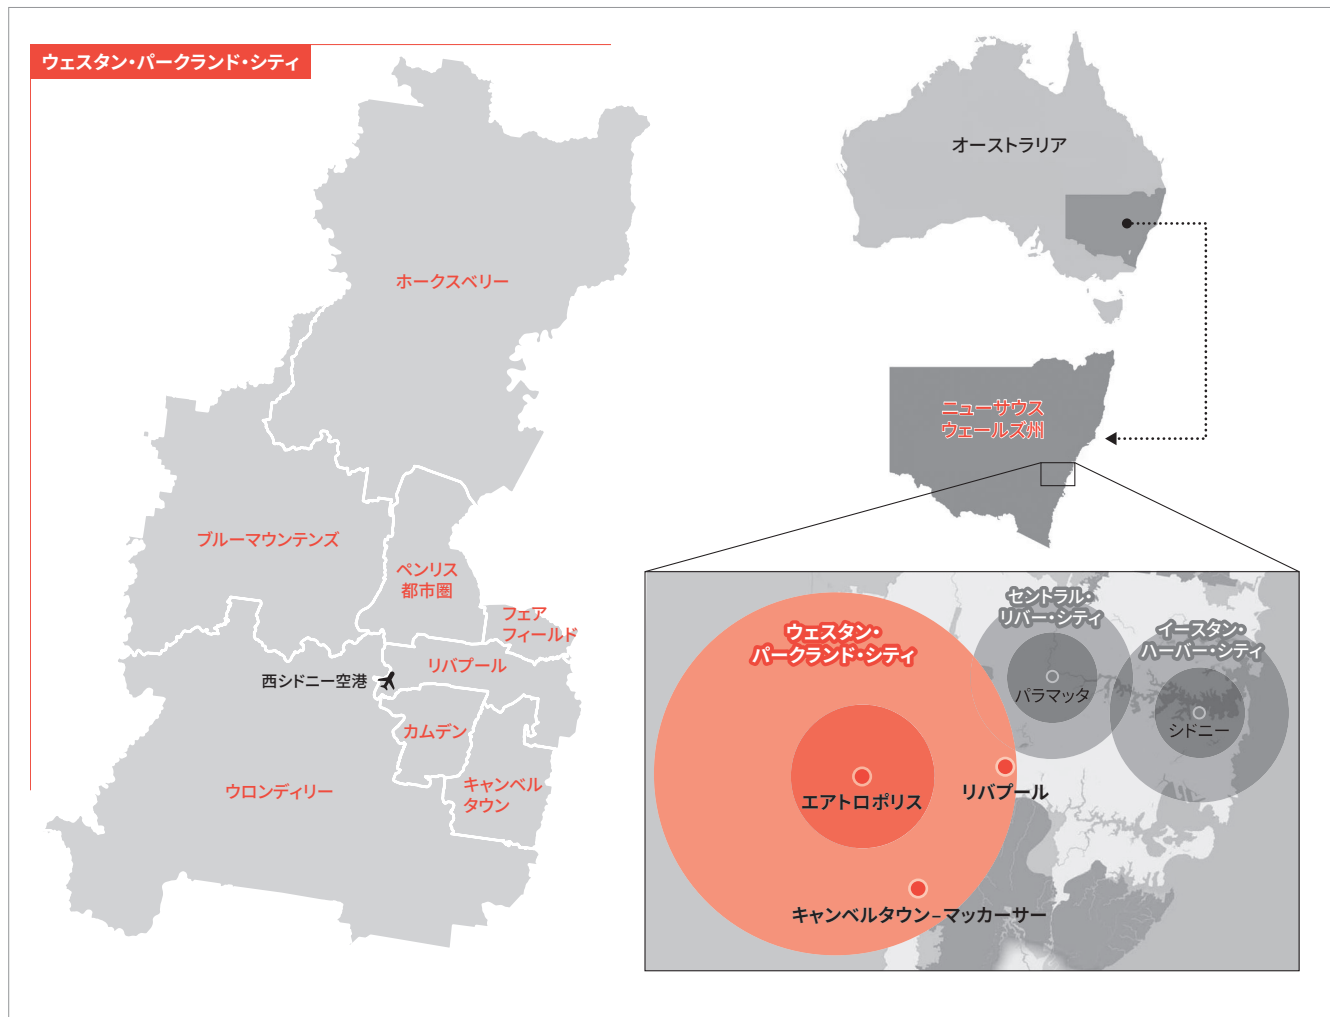 ウェスタン・パークランド・シティ
ホークスベリー
ブルーマウンテンズ
ペンリス
都市圏
フェア
フィールド
リバプール
西シドニー空港
カムデン
キャンベル
タウン
ウロンディリー
オーストラリア
ニューサウス
ウェールズ州
セントラル・
リバー・シティ
ウェスタン・
パークランド・シティ
イースタン・
ハーバー・シティ
パラマッタ
シドニー
エアトロポリス
リバプール
キャンベルタウン−マッカーサー